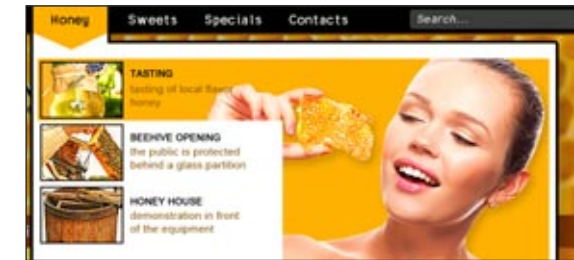 Honey
Sweets
Specials
Contacts
Search...
TASTING
tasting of local flavor
honey
BEEHIVE OPENING
the public is protected
behind a glass partition
HONEY HOUSE
demonstration in front
of the equipment